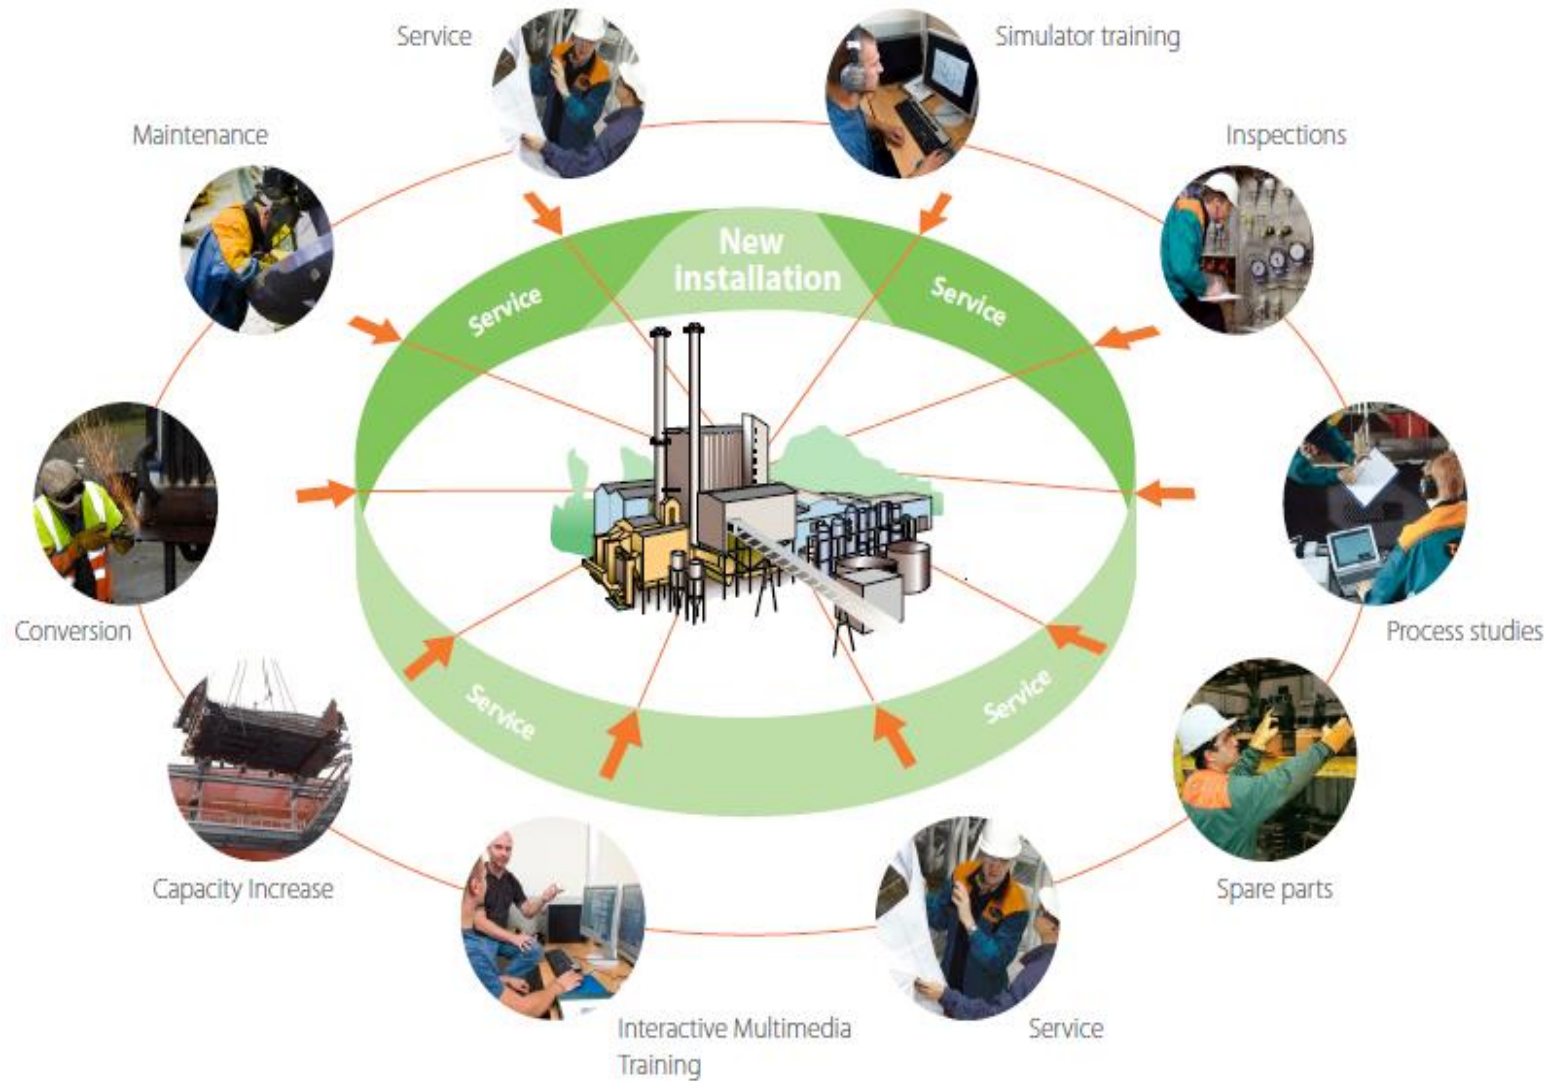 Service
Simulator training
Maintenance
Inspections
New
installation
Service
Service
Conversion
Process studies
Service
Service
Capacity Increase
Spare parts
Interactive Multimedia
Training
Service